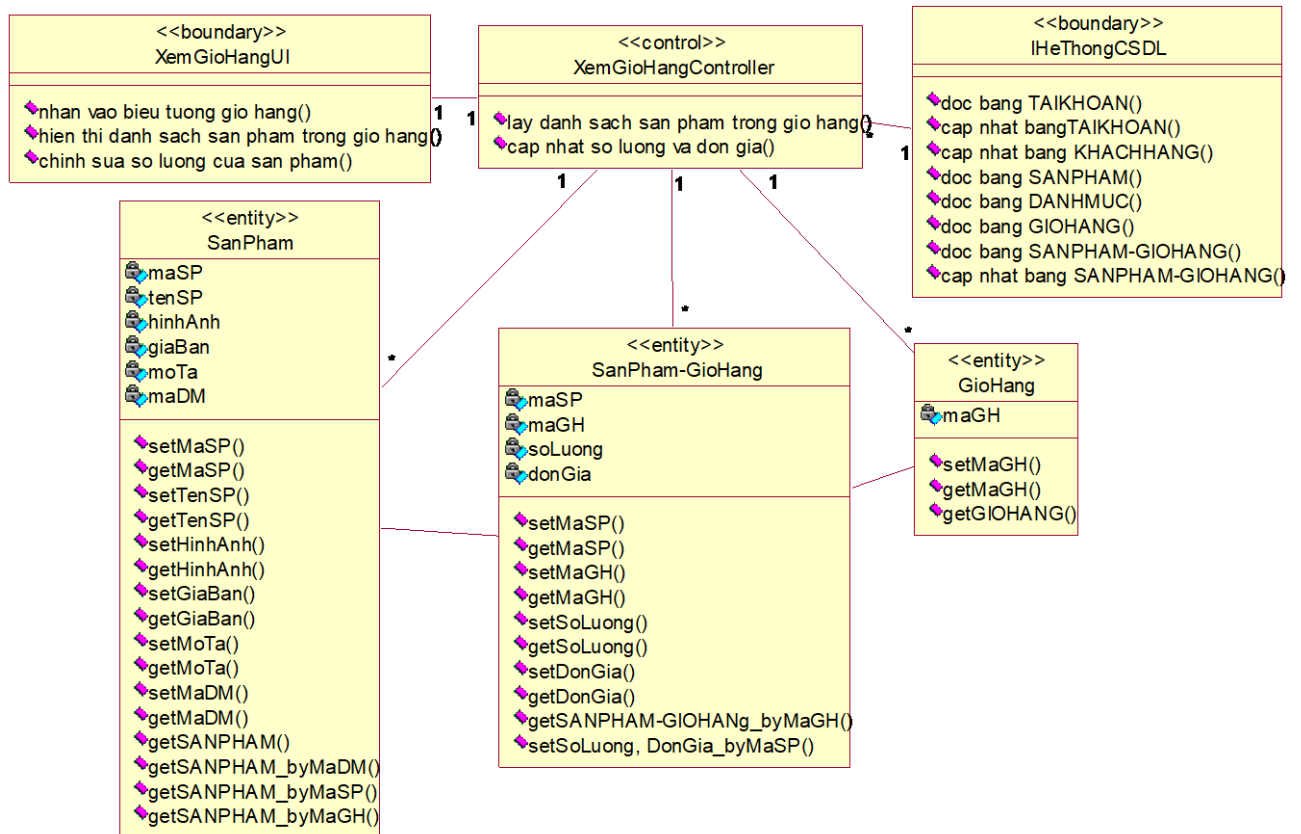 <<boundary>>
XemGioHangUI
nhan vao bieu tuong gio hang()
hien thi danh sach san pham trong gio hang()
chinh sua so luong cua san pham()
1
1
<<control>>
XemGioHangController
lay danh sach san pham trong gio hang()
cap nhat so luong va don gia()
*
1
<<boundary>>
IHeThongCSDL
doc bang TAIKHOAN()
cap nhat bangTAIKHOAN()
cap nhat bang KHACHHANG()
doc bang SANPHAM()
doc bang DANHMUC()
doc bang GIOHANG()
doc bang SANPHAM-GIOHANG()
cap nhat bang SANPHAM-GIOHANG()
1
1
1
*
*
*
<<entity>>
SanPham
maSP
tenSP
hinhAnh
giaBan
moTa
maDM
setMaSP()
getMaSP()
setTenSP()
getTenSP()
setHinhAnh()
getHinhAnh()
setGiaBan()
getGiaBan()
setMoTa()
getMoTa()
setMaDM()
getMaDM()
getSANPHAM()
getSANPHAM_byMaDM()
getSANPHAM_byMaSP()
getSANPHAM_byMaGH()
<<entity>>
SanPham-GioHang
maSP
maGH
soLuong
donGia
setMaSP()
getMaSP()
setMaGH()
getMaGH()
setSoLuong()
getSoLuong()
setDonGia()
getDonGia()
getSANPHAM-GIOHANg_byMaGH()
setSoLuong, DonGia_byMaSP()
<<entity>>
GioHang
maGH
setMaGH()
getMaGH()
getGIOHANG()